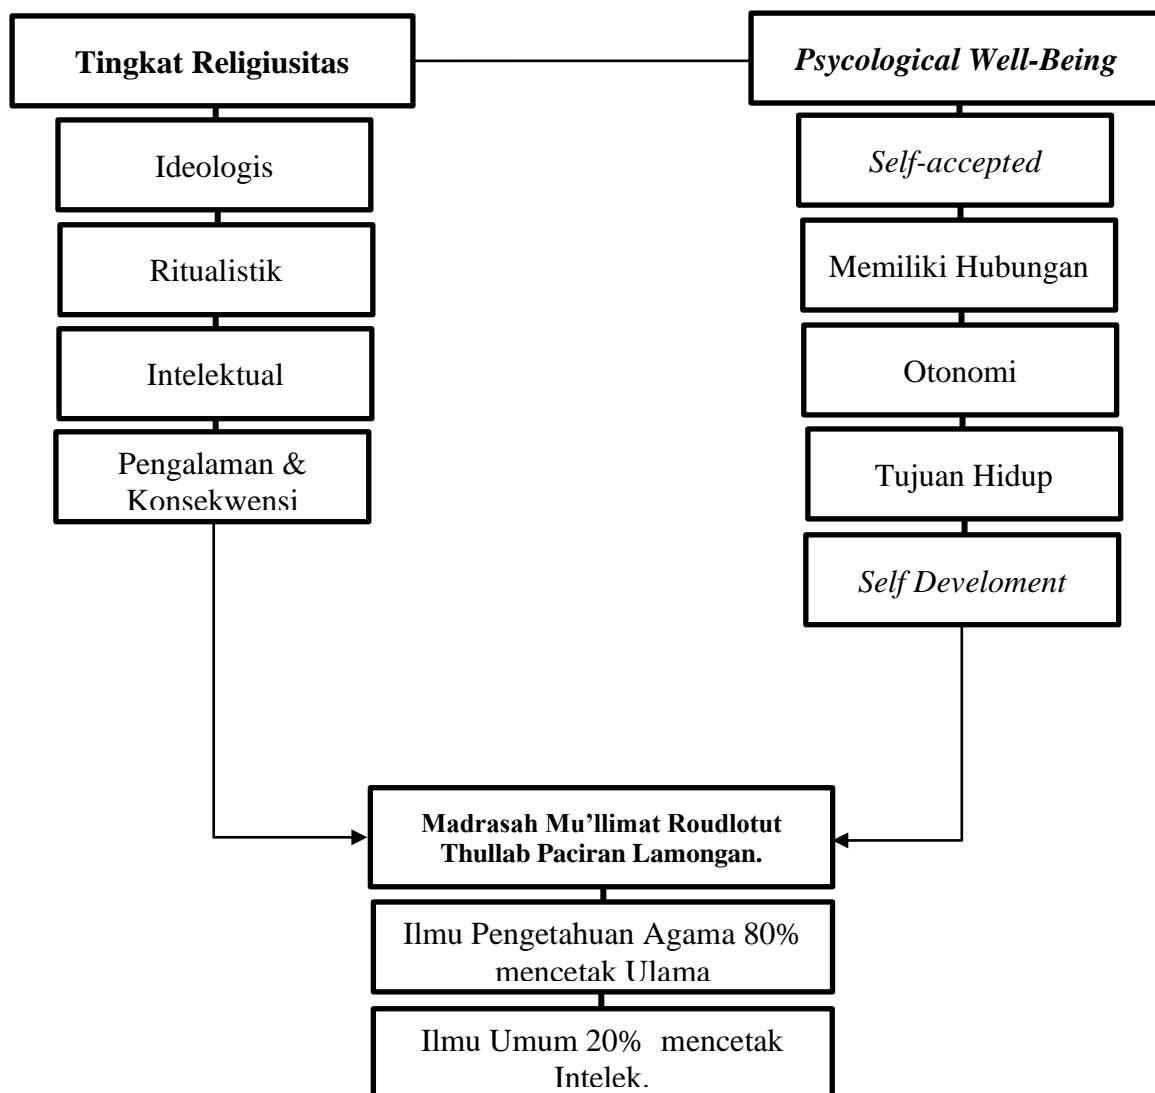 Tingkat Religiusitas
Ideologis
Ritualistik
Intelektual
Pengalaman &
Konsekwensi
Psycological Well-Being
Self-accepted
Memiliki Hubungan
Otonomi
Tujuan Hidup
Self Develoment
Madrasah Mu’llimat Roudlotut
Thullab Paciran Lamongan.
Ilmu Pengetahuan Agama 80%
mencetak Ulama
Ilmu Umum 20% mencetak
Intelek.